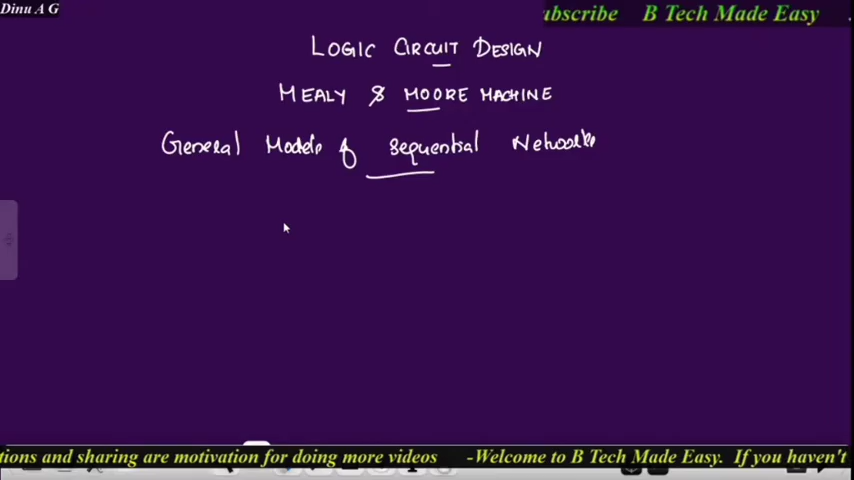 Dinu A G
ubscribe B Tech Made Easy
LOGIC CIRCUIT DESIGN
MEALY & MOORE MACHINE
General Models of Sequential Networks
tions and sharing are motivation for doing more videos -Welcome to B Tech Made Easy. If you haven't